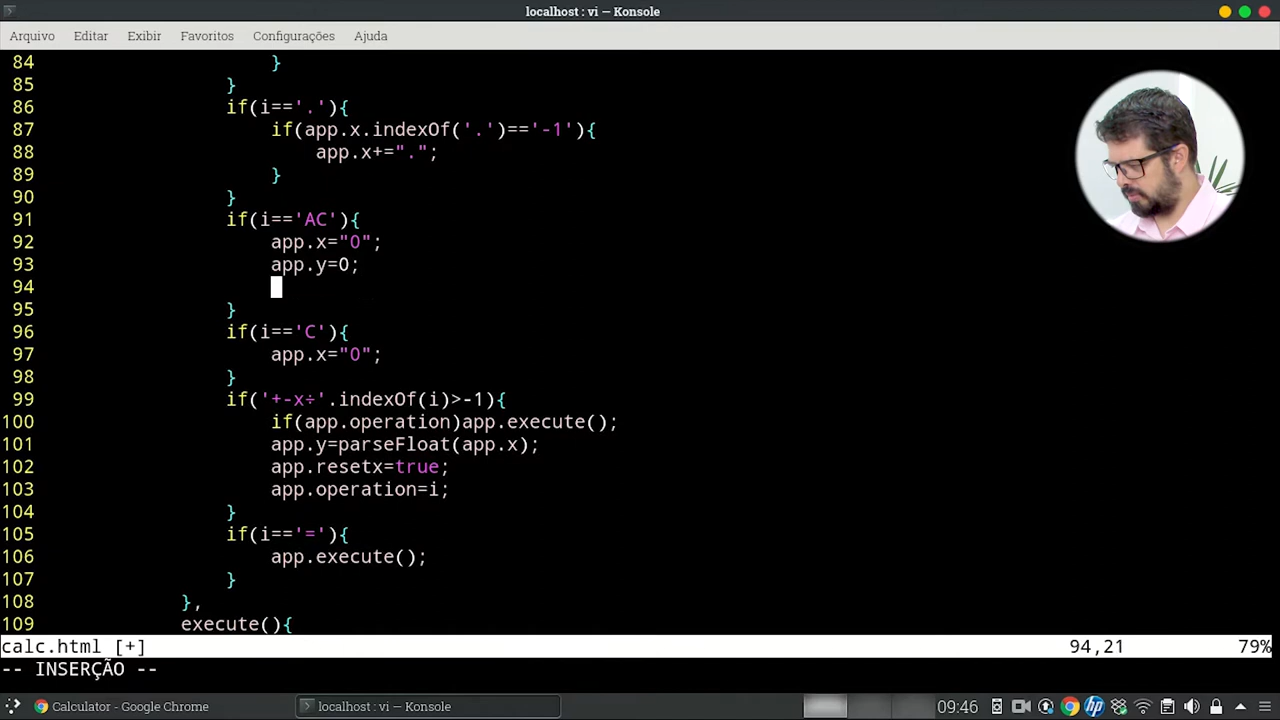 localhost : vi — Konsole
Arquivo Editar Exibir Favoritos Configurações Ajuda
84 }
85 }
86 if(i=='.'){
87 if(app.x.indexOf('.')=='-1'){
88 app.x+=".";
89 }
90 }
91 if(i=='AC'){
92 app.x="0";
93 app.y=0;
94
95 }
96 if(i=='C'){
97 app.x="0";
98 }
99 if('+-x÷'.indexOf(i)>-1){
100 if(app.operation)app.execute();
101 app.y=parseFloat(app.x);
102 app.resetx=true;
103 app.operation=i;
104 }
105 if(i=='='){
106 app.execute();
107 }
108 },
109 execute(){
calc.html [+] 94,21 79%
-- INSERÇÃO --
Calculator - Google Chrome localhost : vi — Konsole 09:46